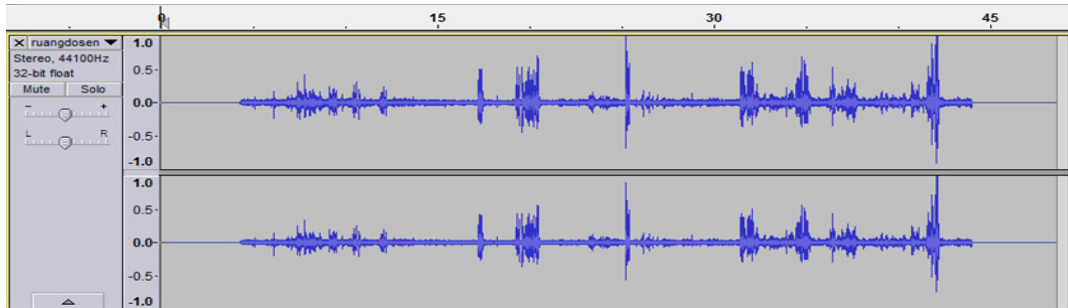 0 15 30 45
ruangdosen
Stereo, 44100Hz
32-bit float
Mute Solo
- +
L R
1.0
0.5-
0.0-
-0.5-
-1.0
1.0
0.5-
0.0-
-0.5-
-1.0